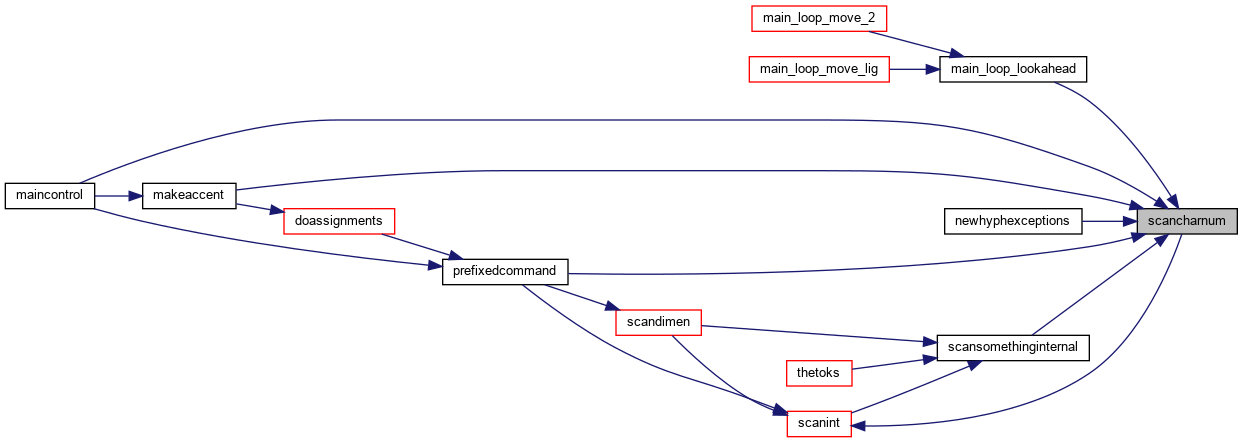 main_loop_move_2
main_loop_move_lig
main_loop_lookahead
maincontrol
makeaccent
doassignments
newhyphexceptions
scancharnum
prefixedcommand
scandimen
scansomethinginternal
thetoks
scanint